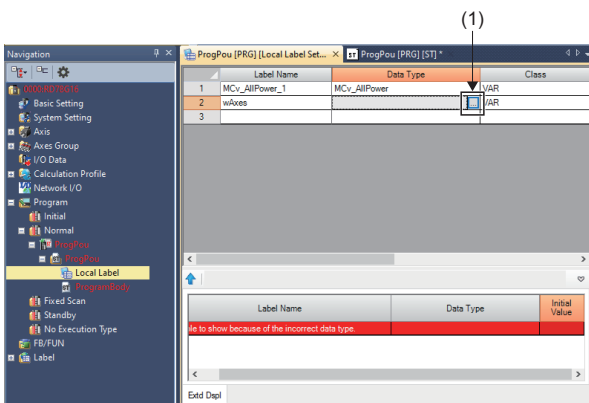 (1)
Navigation
ProgPou [PRG] [Local Label Set...
ProgPou [PRG] [ST] *
0000:RD78G16
Basic Setting
System Setting
Axis
Axes Group
I/O Data
Calculation Profile
Network I/O
Program
Initial
Normal
ProgPou
ProgPou
Local Label
ProgramBody
Fixed Scan
Standby
No Execution Type
FB/FUN
Label
Label Name Data Type Class
1 MCv_AllPower_1 MCv_AllPower VAR
2 wAxes ... VAR
3
Label Name Data Type Initial Value
ile to show because of the incorrect data type.
Extd Dspl